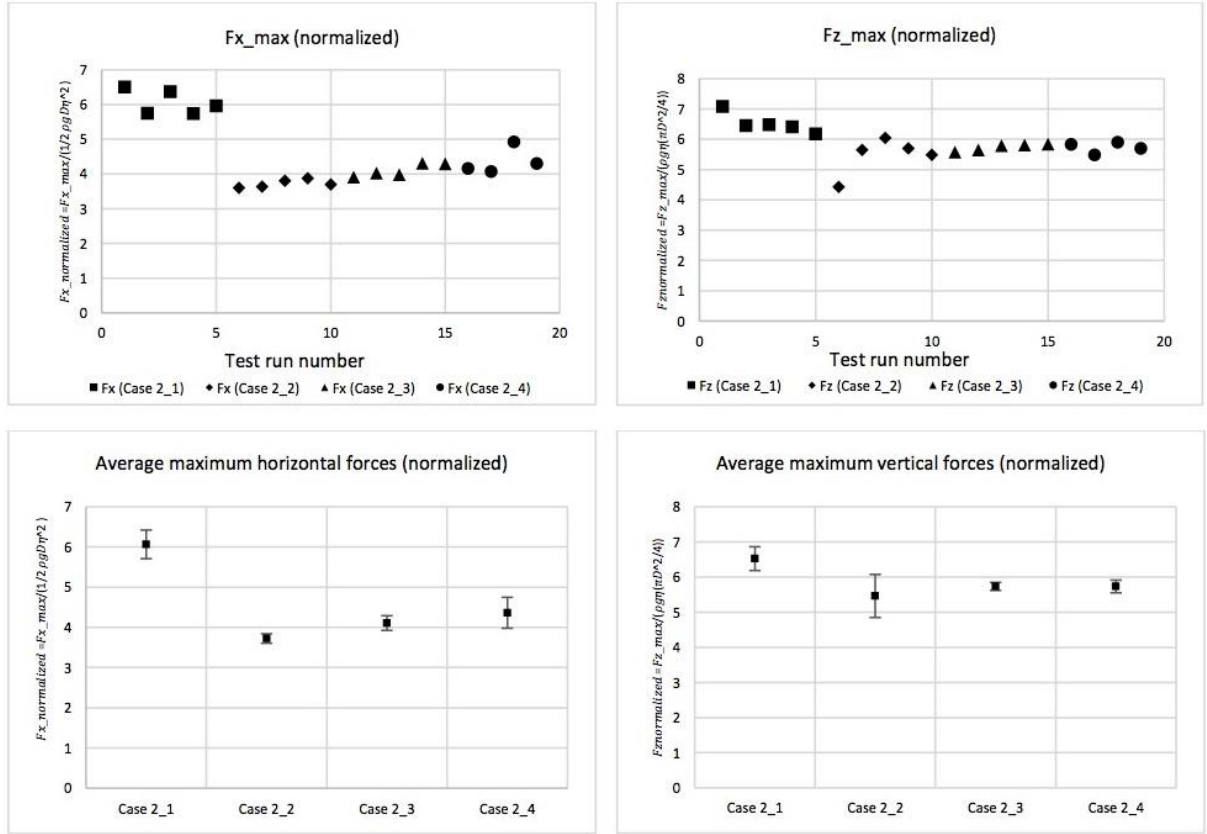 Fx_max (normalized)
Fx_normalized =Fx_max/(1/2 ρgDη^2 )
7
6
5
4
3
2
1
0
0 5 10 15 20
Test run number
Fx (Case 2_1) Fx (Case 2_2) Fx (Case 2_3) Fx (Case 2_4)
Fz_max (normalized)
Fznormalized =Fz_max/(ρgη(πD^2/4))
8
7
6
5
4
3
2
1
0
0 5 10 15 20
Test run number
Fz (Case 2_1) Fz (Case 2_2) Fz (Case 2_3) Fz (Case 2_4)
Average maximum horizontal forces (normalized)
Fx_normalized =Fx_max/(1/2 ρgDη^2 )
7
6
5
4
3
2
1
0
Case 2_1 Case 2_2 Case 2_3 Case 2_4
Average maximum vertical forces (normalized)
Fznormalized =Fz_max/(ρgη(πD^2/4))
8
7
6
5
4
3
2
1
0
Case 2_1 Case 2_2 Case 2_3 Case 2_4